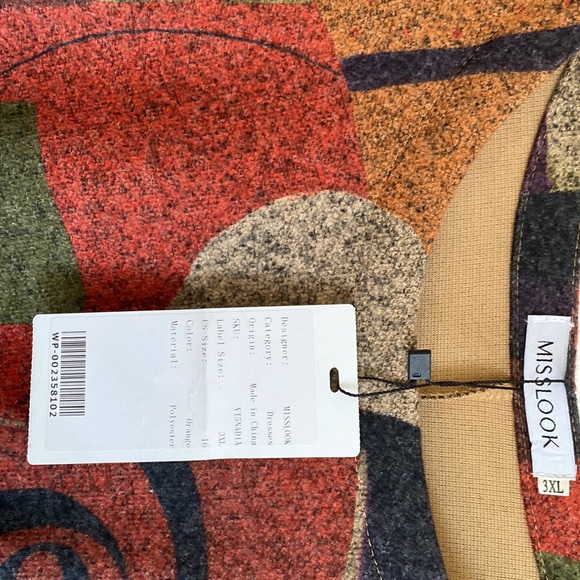 Designer: MISSLOOK
Category: Dresses
Origin: Made in China
SKU: V15NAD1A
Label Size: 3XL
US Size: 16
Color: Orange
Material: Polyester
WP-002358102
MISSLOOK
3XL